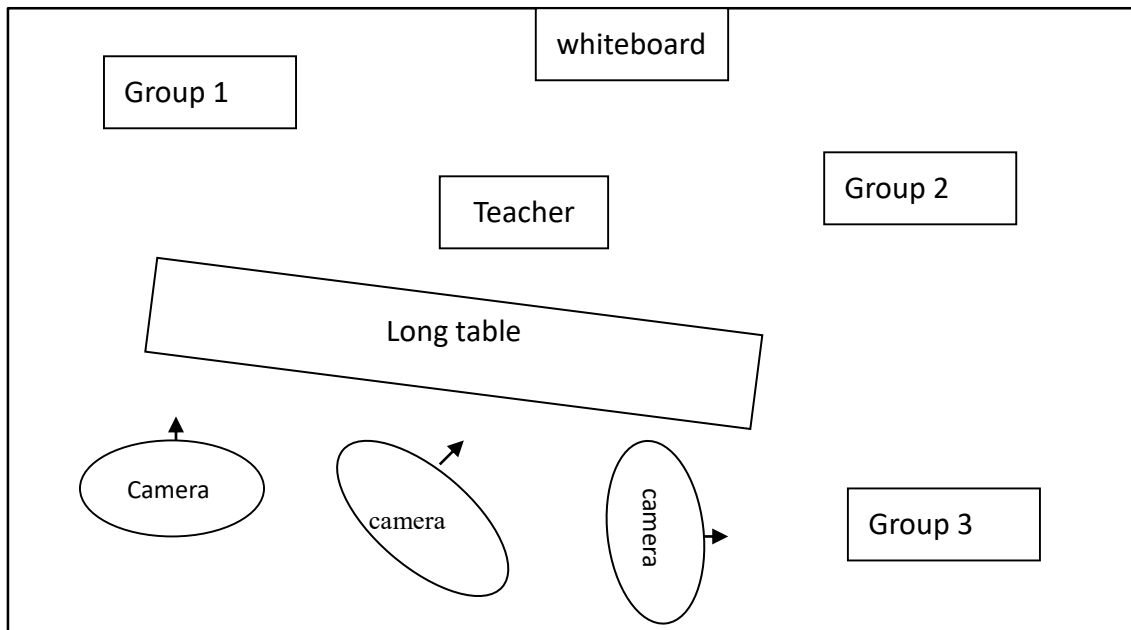 whiteboard
Group 1
Group 2
Teacher
Long table
Camera
camera
camera
Group 3